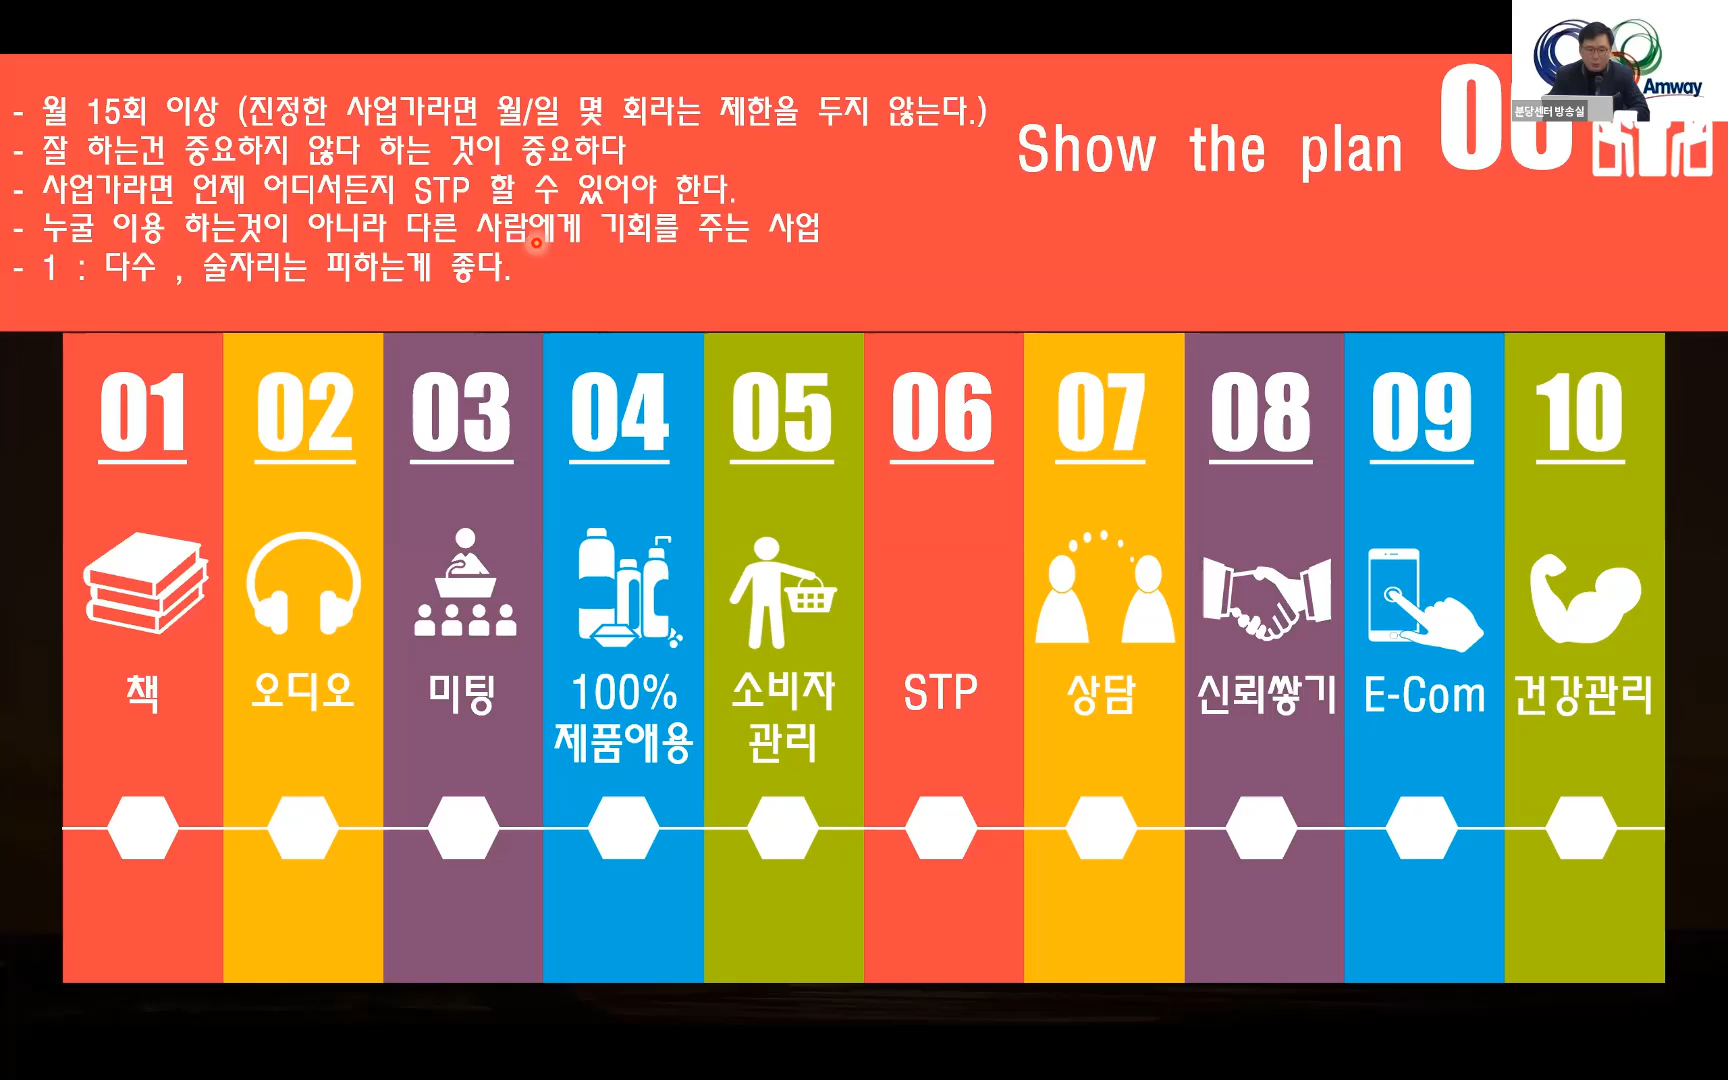 - 월 15회 이상 (진정한 사업가라면 월/일 몇 회라는 제한을 두지 않는다.)
- 잘 하는건 중요하지 않다 하는 것이 중요하다
- 사업가라면 언제 어디서든지 STP 할 수 있어야 한다.
- 누굴 이용 하는것이 아니라 다른 사람에게 기회를 주는 사업
- 1 : 다수 , 술자리는 피하는게 좋다.
Show the plan
Amway
분당센터 방송실
01
02
03
04
05
06
07
08
09
10
책
오디오
미팅
100%
제품애용
소비자
관리
STP
상담
신뢰쌓기
E-Com
건강관리